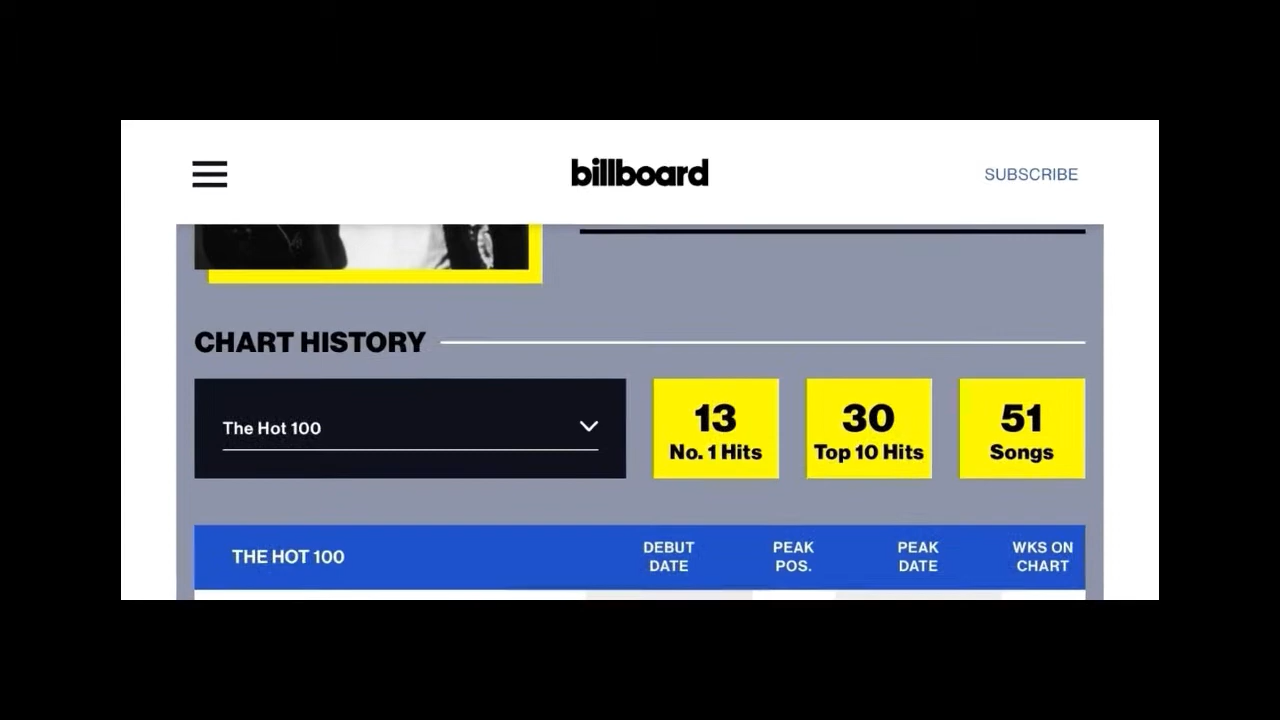 billboard
SUBSCRIBE
CHART HISTORY
The Hot 100
13
No. 1 Hits
30
Top 10 Hits
51
Songs
THE HOT 100
DEBUT
DATE
PEAK
POS.
PEAK
DATE
WKS ON
CHART